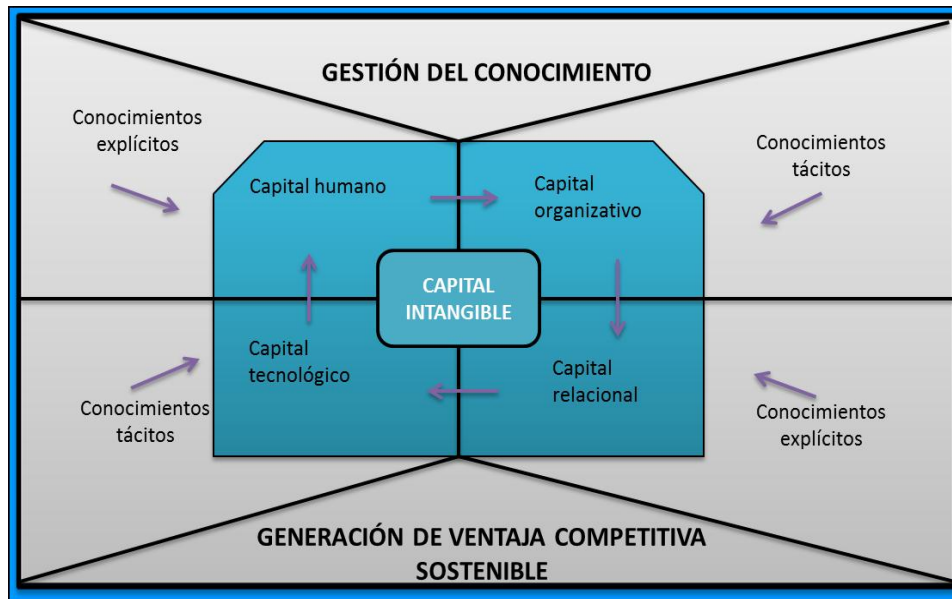 GESTIÓN DEL CONOCIMIENTO
Conocimientos
explícitos
Conocimientos
tácitos
Capital humano
Capital
organizativo
CAPITAL
INTANGIBLE
Capital
tecnológico
Capital
relacional
Conocimientos
tácitos
Conocimientos
explícitos
GENERACIÓN DE VENTAJA COMPETITIVA
SOSTENIBLE